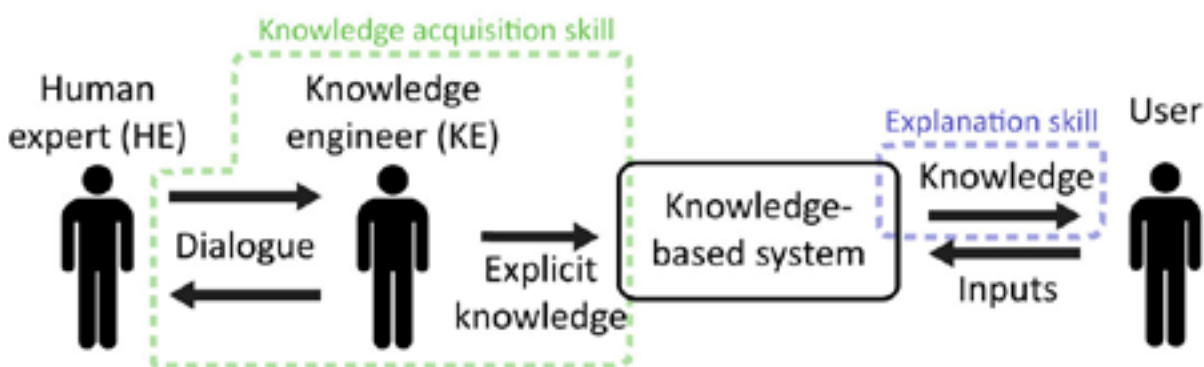 Knowledge acquisition skill
Human
expert (HE)
Knowledge
engineer (KE)
Dialogue
Explicit
knowledge
Knowledge-
based system
Explanation skill
Knowledge
Inputs
User